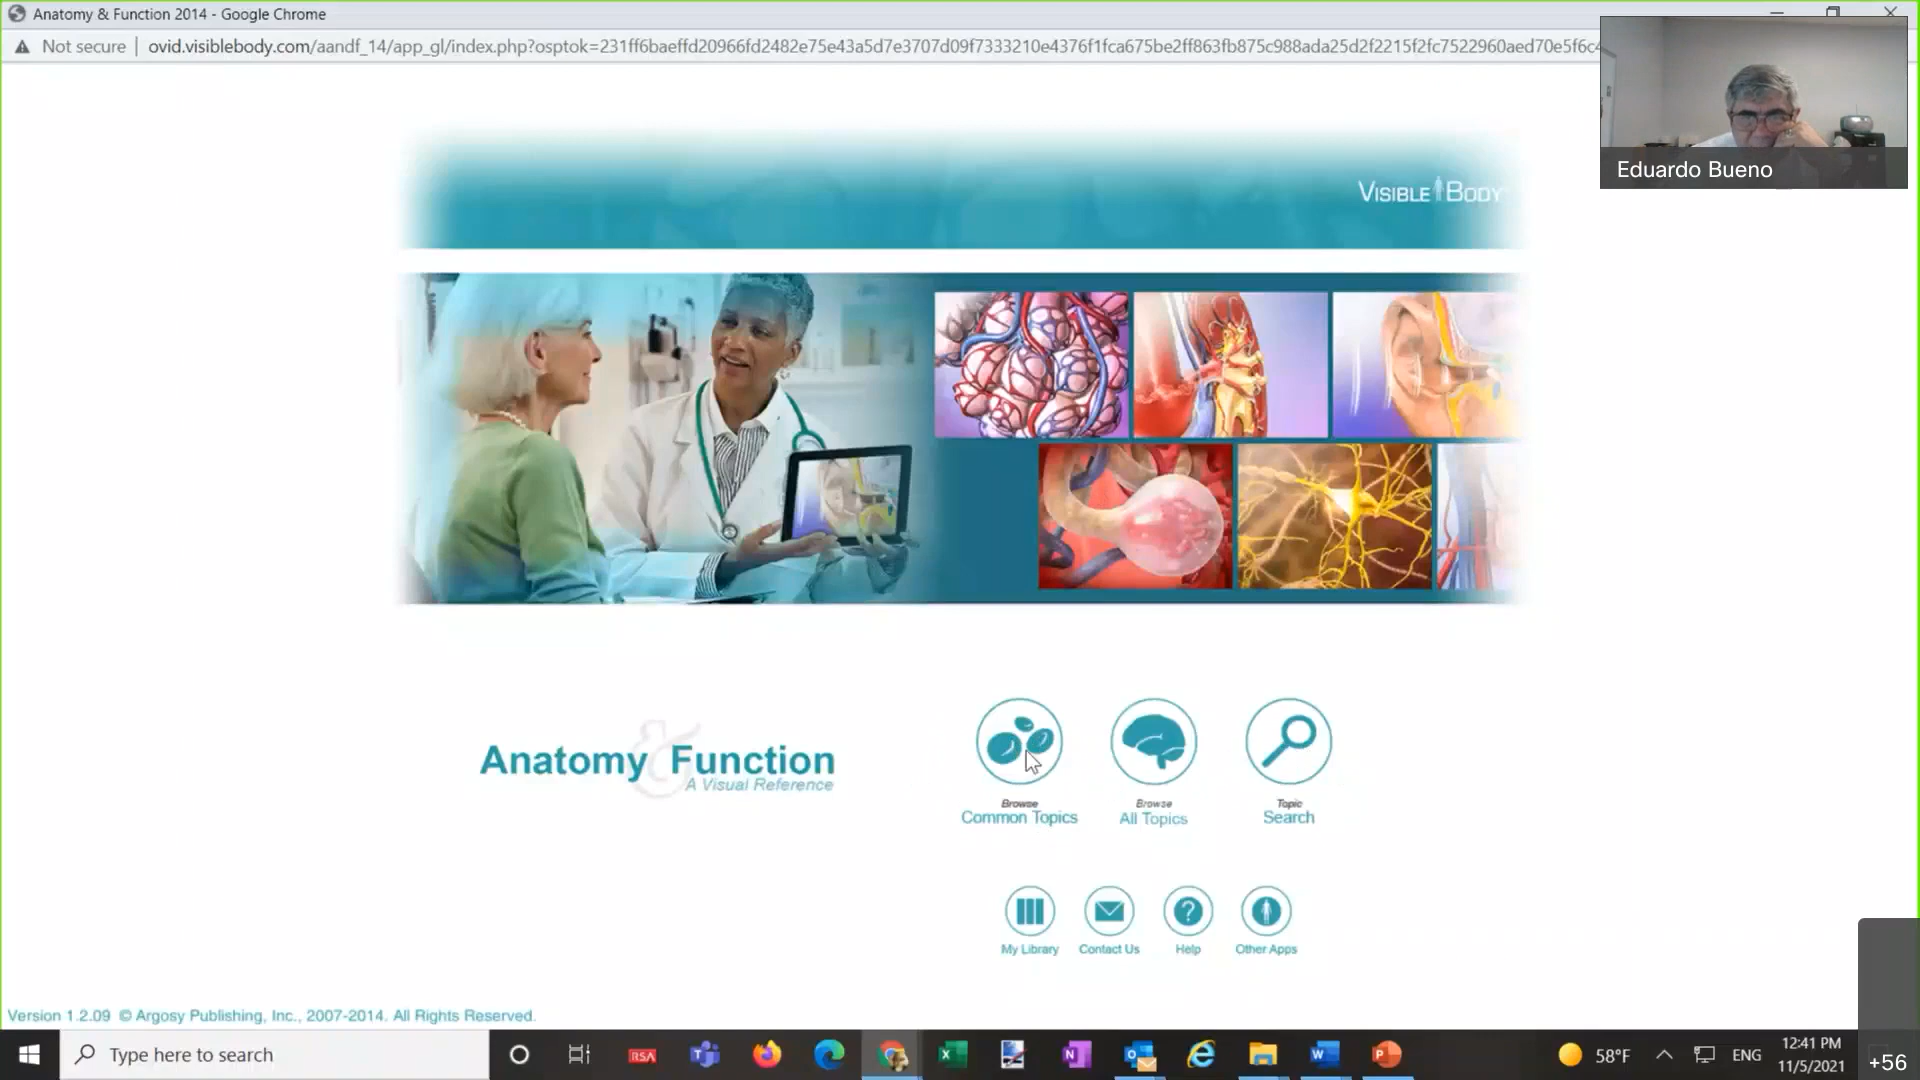 Anatomy & Function 2014 - Google Chrome
Not secure
ovid.visiblebody.com/aandf_14/app_gl/index.php?osptok=231ff6baeffd20966fd2482e75e43a5d7e3707d09f7333210e4376f1fca675be2ff863fb875c988ada25d2f2215f2fc7522960aed70e5f6c4
Eduardo Bueno
VISIBLE BODY
Anatomy & Function
A Visual Reference
Browse
Common Topics
Browse
All Topics
Topic
Search
My Library
Contact Us
Help
Other Apps
Version 1.2.09 © Argosy Publishing, Inc., 2007-2014. All Rights Reserved.
Type here to search
RSA
58°F
ENG
12:41 PM
11/5/2021
+56